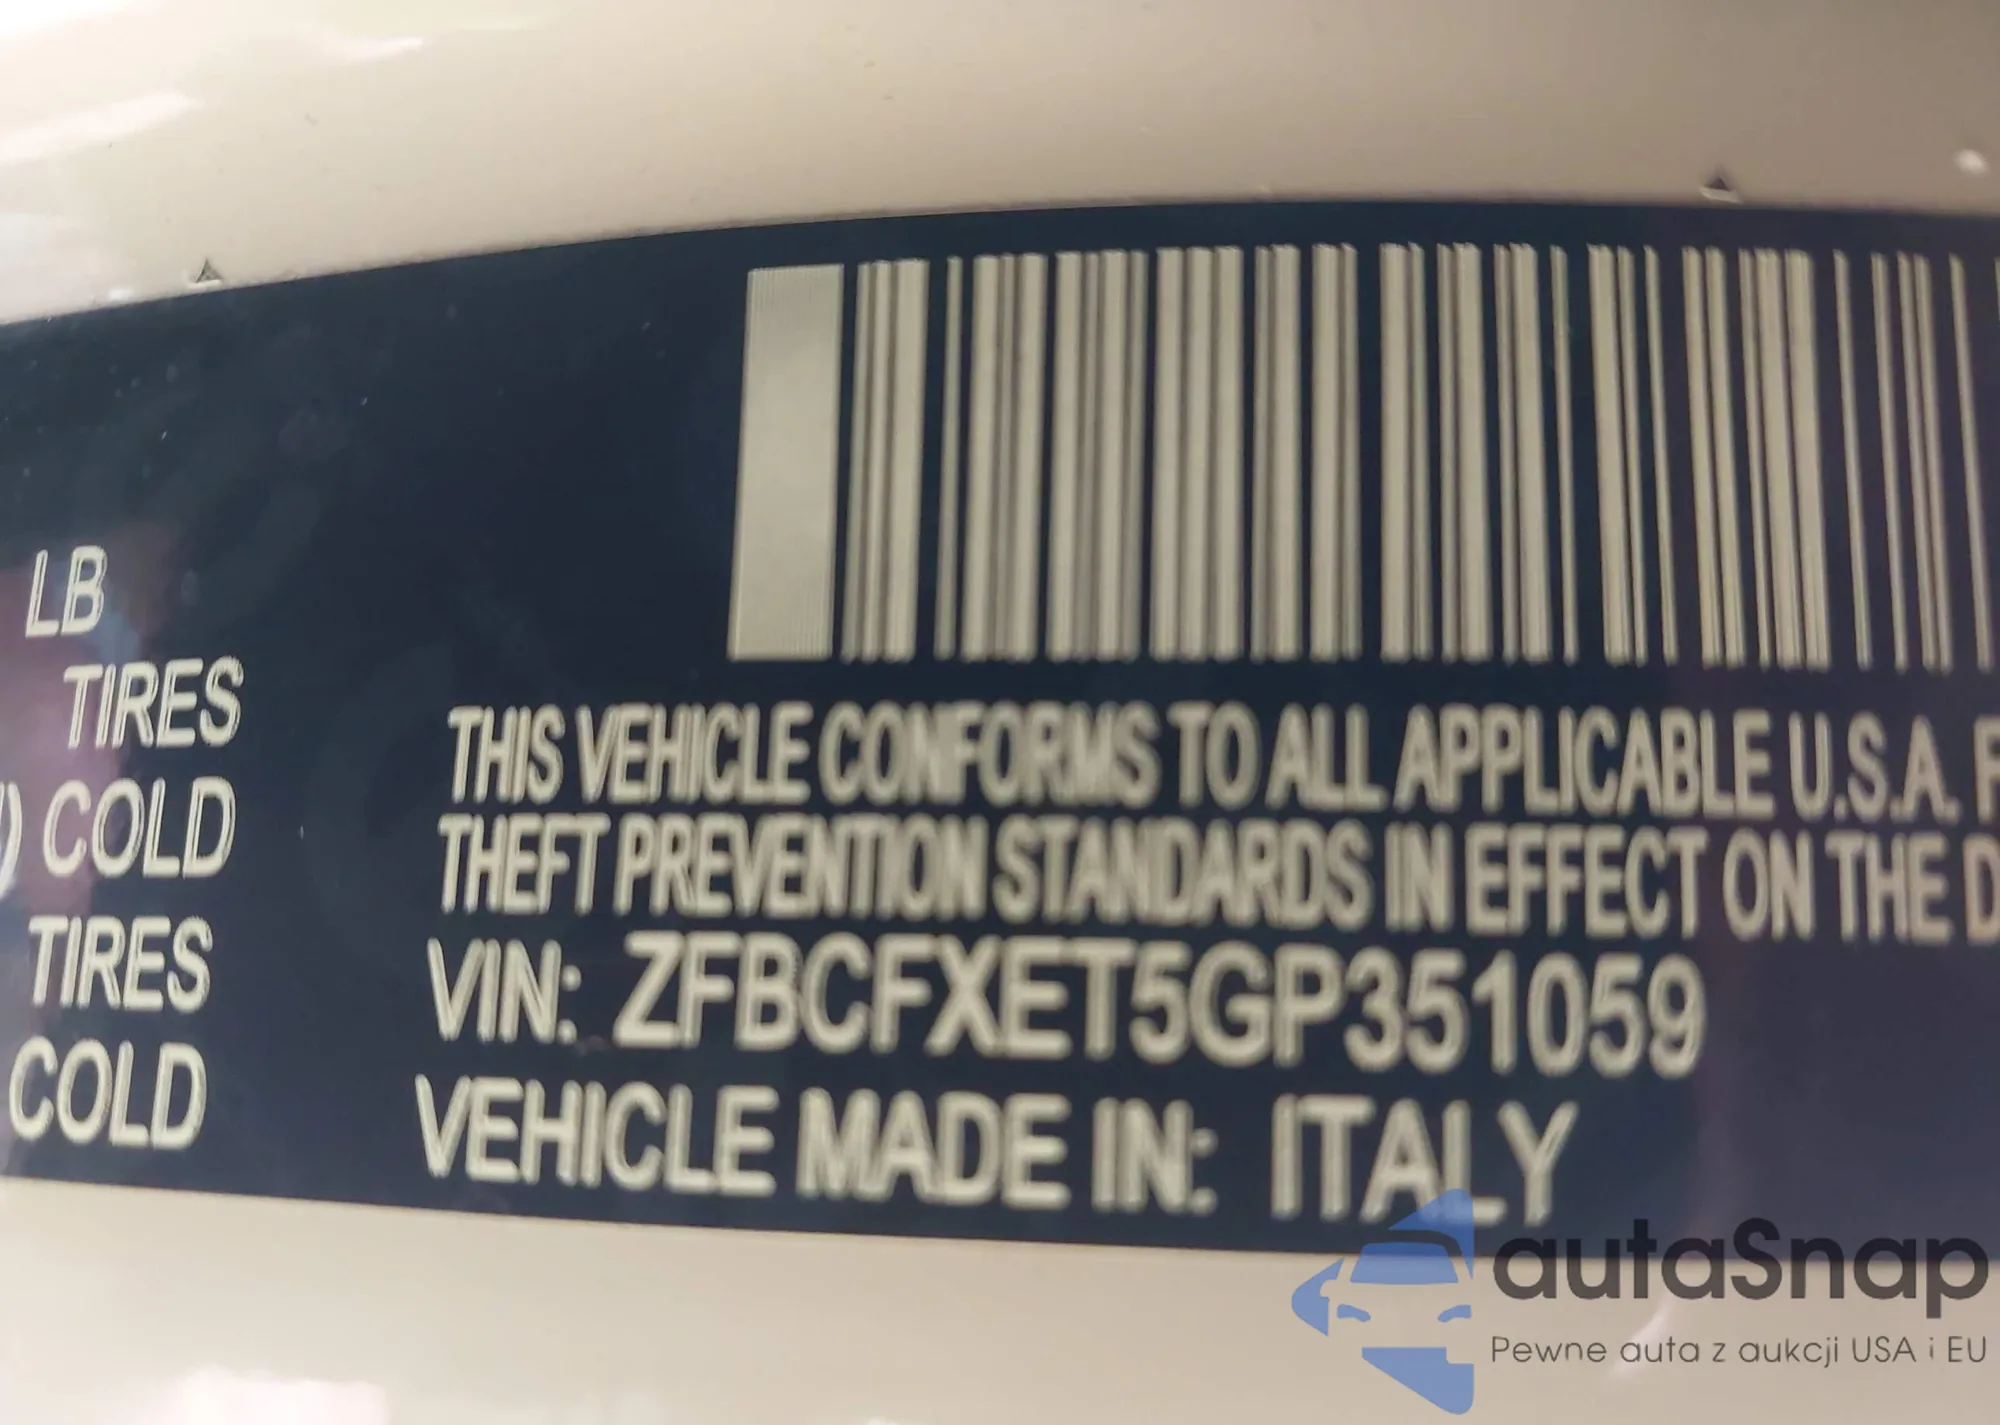 LB
TIRES
) COLD
TIRES
COLD
THIS VEHICLE CONFORMS TO ALL APPLICABLE U.S.A. F
THEFT PREVENTION STANDARDS IN EFFECT ON THE D
VIN: ZFBCFXET5GP351059
VEHICLE MADE IN: ITALY
autaSnap
Pewne auta z aukcji USA i EU